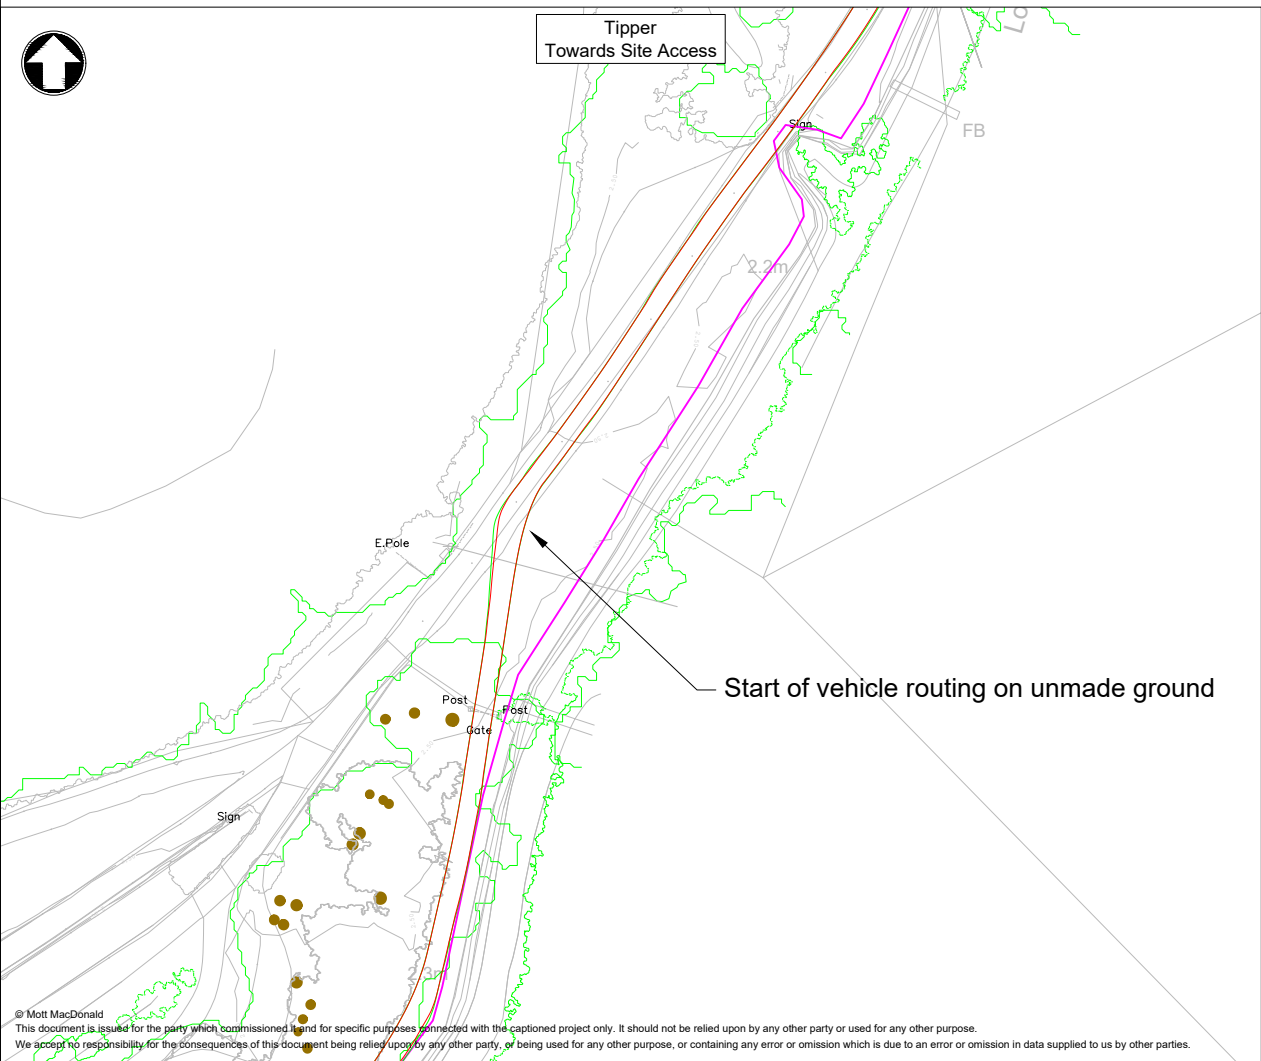 Tipper
Towards Site Access
Sign
FB
2.2m
E.Pole
Start of vehicle routing on unmade ground
Post
Post
Gate
Sign
© Mott MacDonald
This document is issued for the party which commissioned it and for specific purposes connected with the captioned project only. It should not be relied upon by any other party or used for any other purpose.
We accept no responsibility for the consequences of this document being relied upon by any other party, or being used for any other purpose, or containing any error or omission which is due to an error or omission in data supplied to us by other parties.